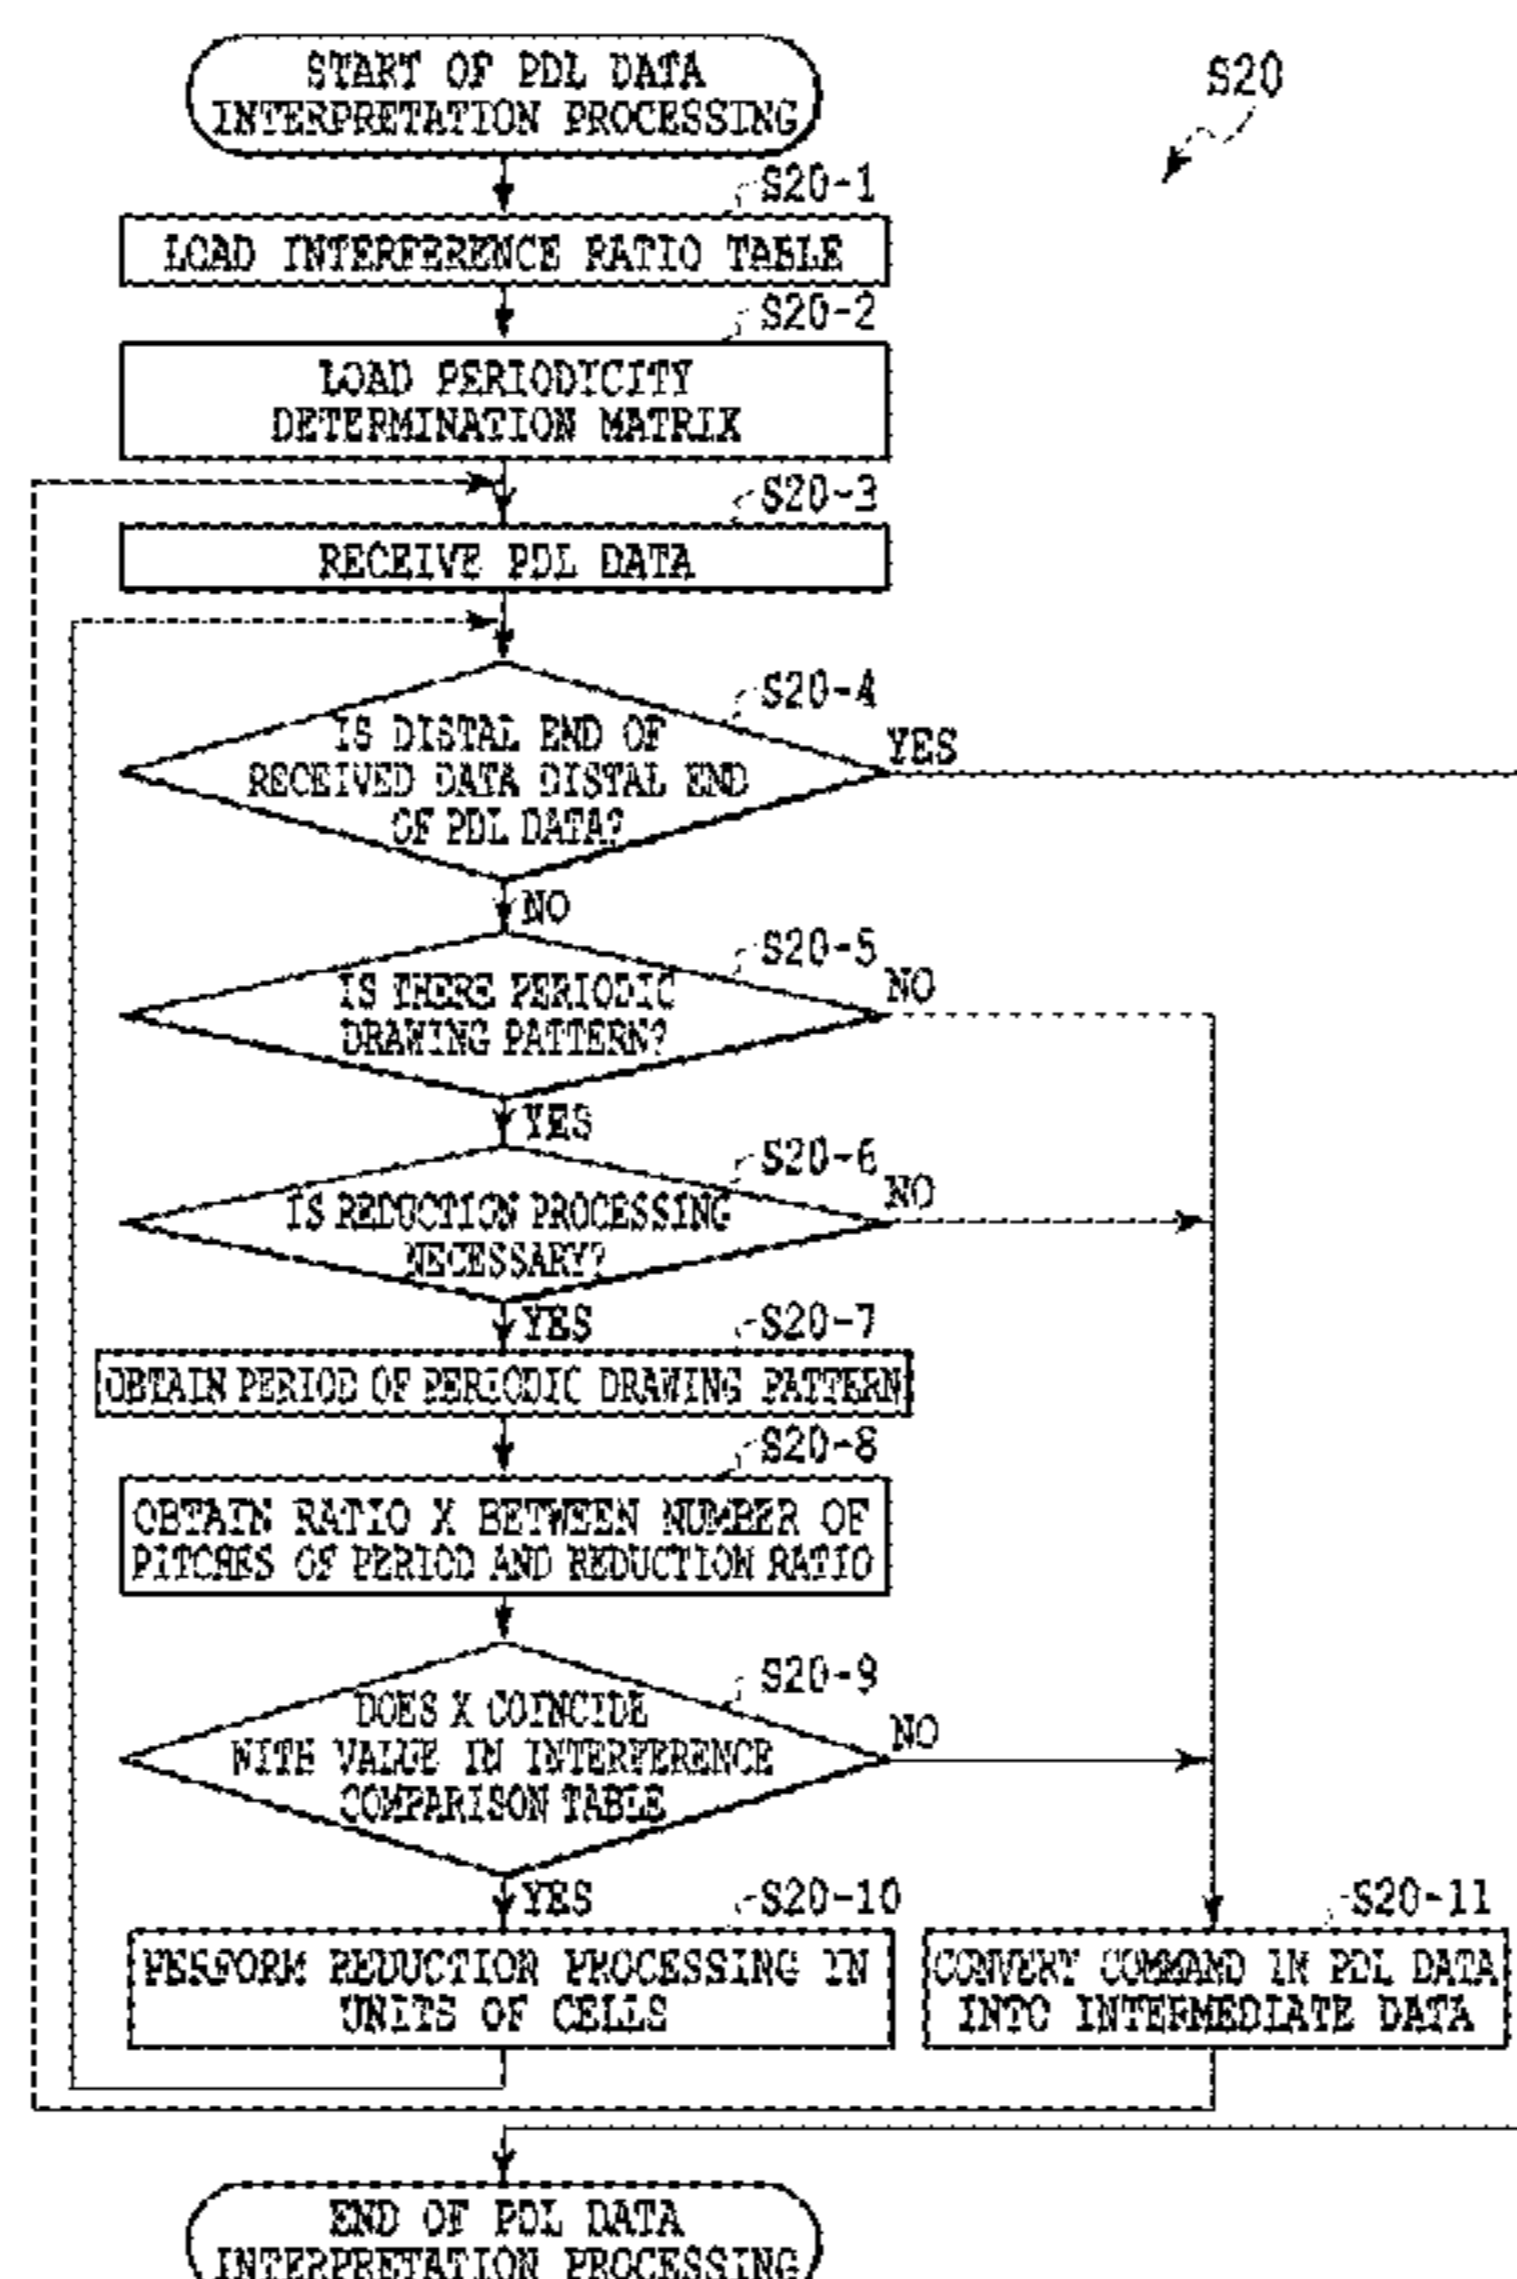 START OF PDL DATA
INTERPRETATION PROCESSING
S20
S20-1
LOAD INTERFERENCE RATIO TABLE
S20-2
LOAD PERIODICITY
DETERMINATION MATRIX
S20-3
RECEIVE PDL DATA
S20-4
IS DISTAL END OF
RECEIVED DATA DISTAL END
OF PDL DATA?
YES
NO
S20-5
IS THERE PERIODIC
DRAWING PATTERN?
NO
YES
S20-6
IS REDUCTION PROCESSING
NECESSARY?
NO
YES
S20-7
OBTAIN PERIOD OF PERIODIC DRAWING PATTERN
S20-8
OBTAIN RATIO X BETWEEN NUMBER OF
PITCHES OF PERIOD AND REDUCTION RATIO
S20-9
DOES X COINCIDE
WITH VALUE IN INTERFERENCE
COMPARISON TABLE
NO
YES
S20-10
PERFORM REDUCTION PROCESSING IN
UNITS OF CELLS
S20-11
CONVERT COMMAND IN PDL DATA
INTO INTERMEDIATE DATA
END OF PDL DATA
INTERPRETATION PROCESSING